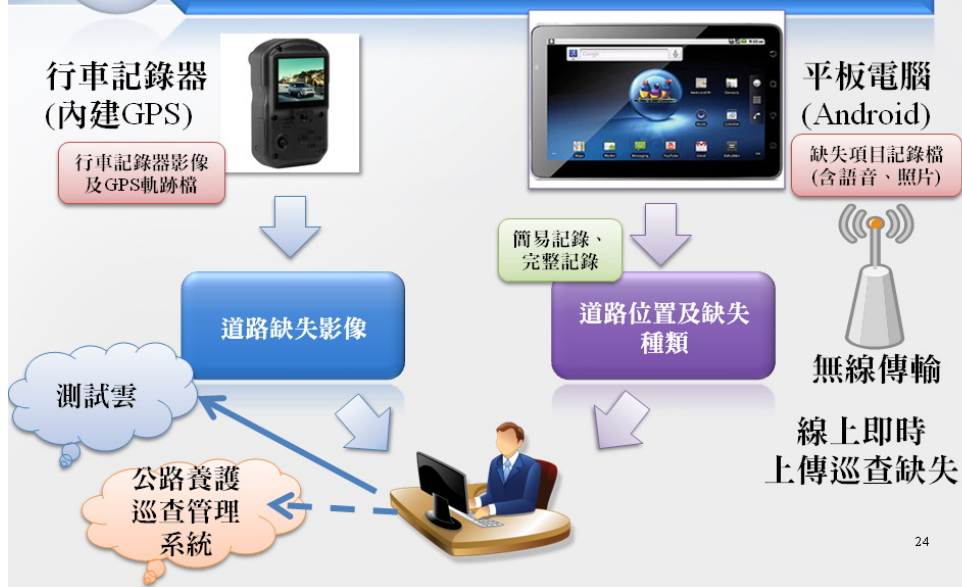 行車記錄器
(內建GPS)
行車記錄器影像
及GPS軌跡檔
平板電腦
(Android)
缺失項目記錄檔
(含語音、照片)
簡易記錄、
完整記錄
道路缺失影像
道路位置及缺失
種類
無線傳輸
測試雲
線上即時
上傳巡查缺失
公路養護
巡查管理
系統
24